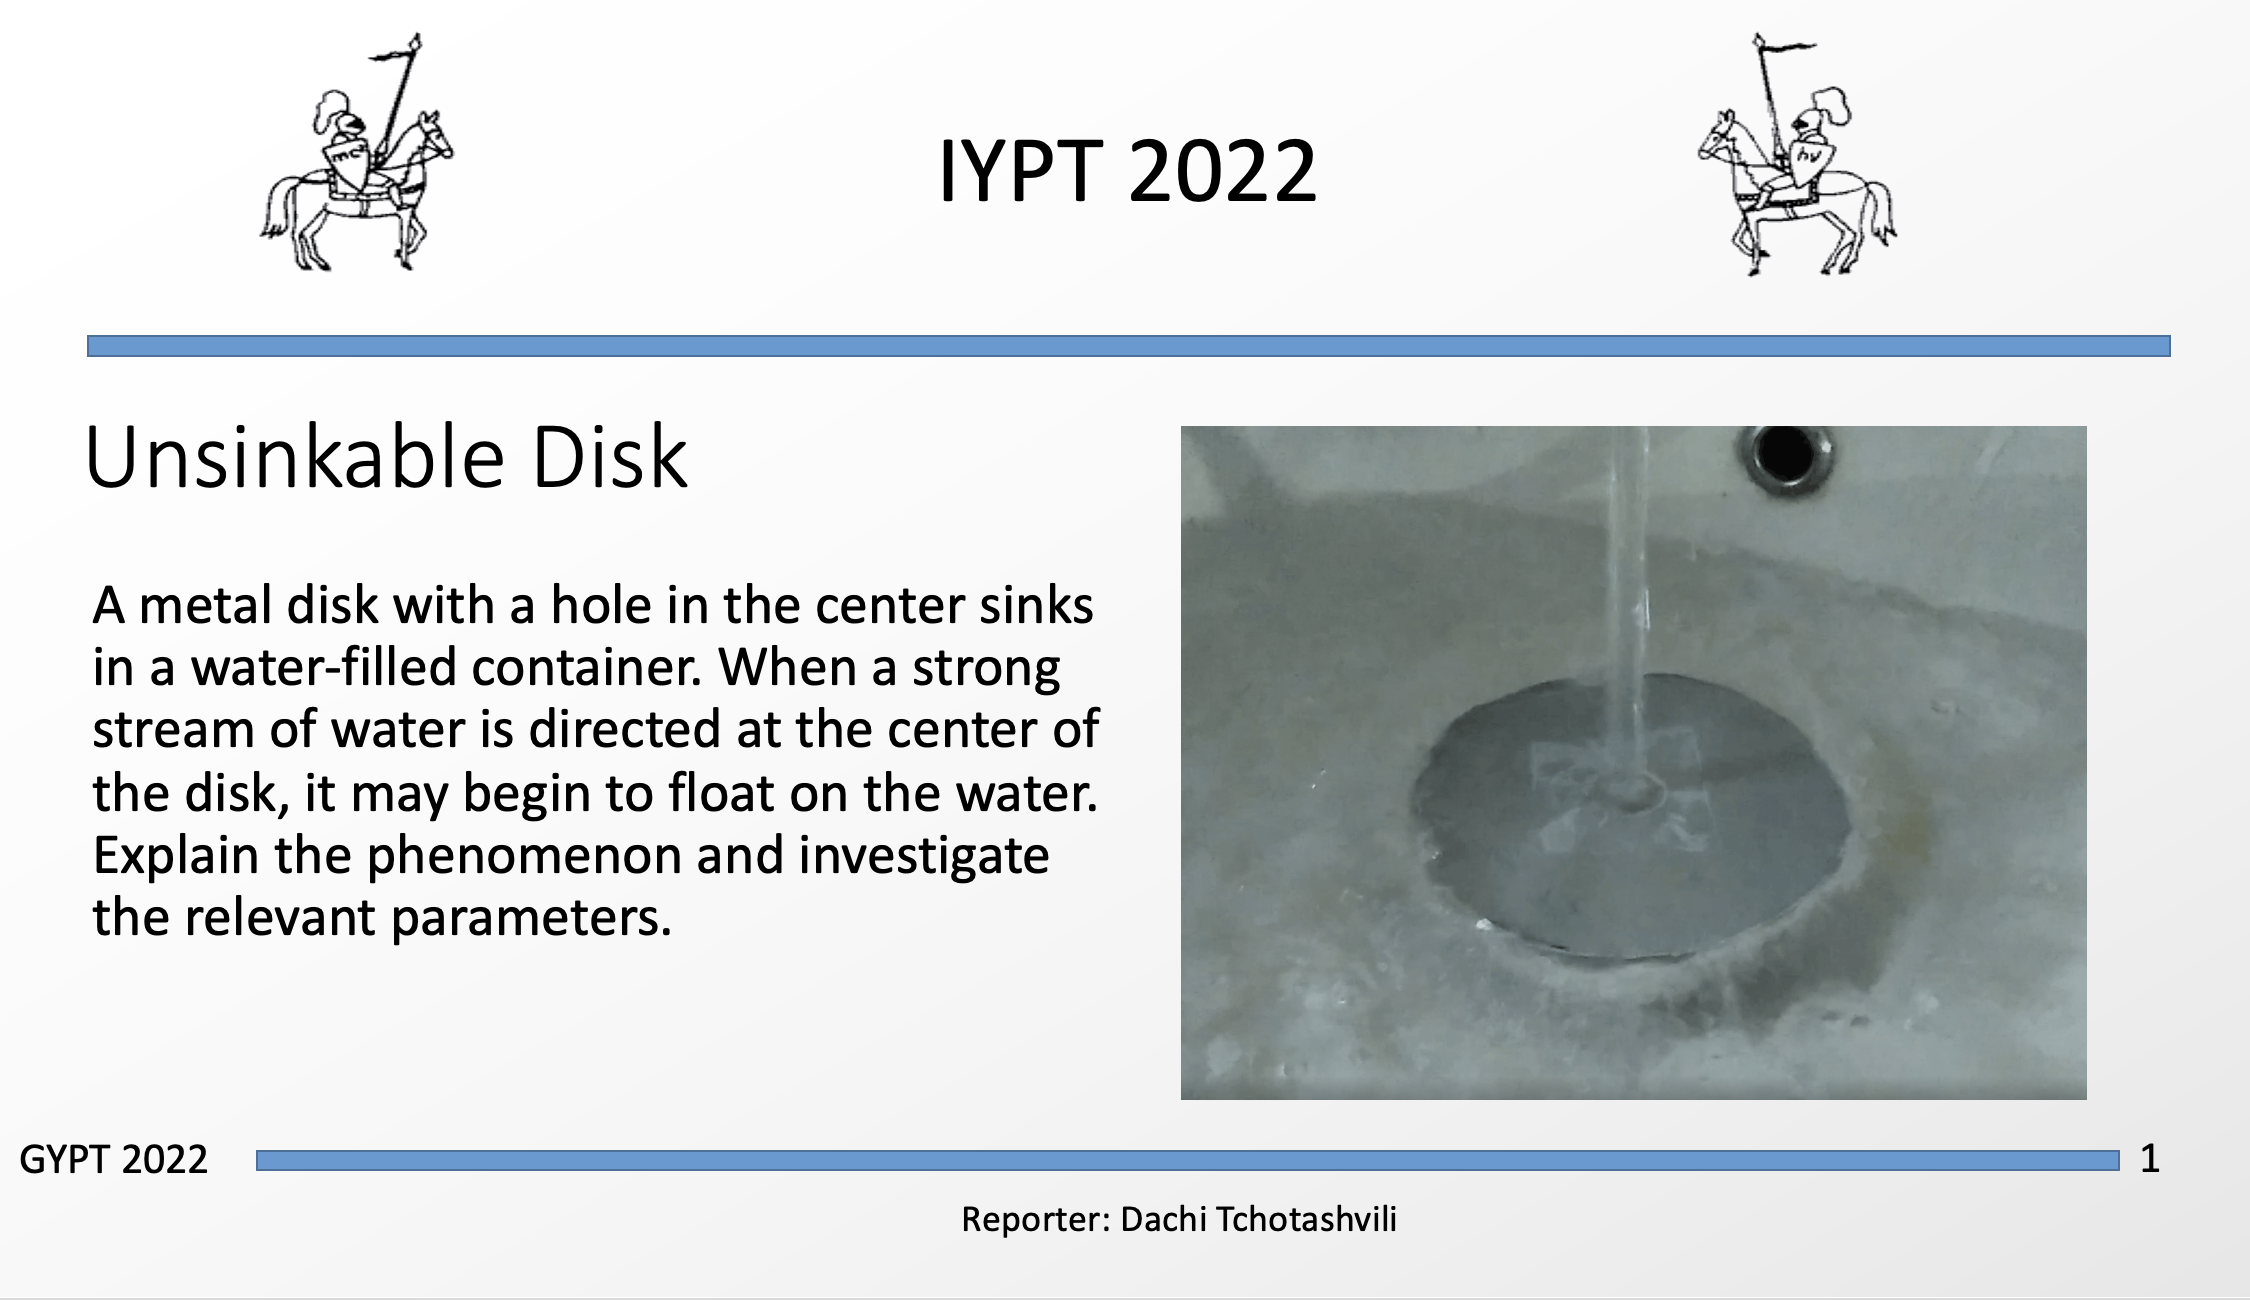 IYPT 2022
mc²
hν
Unsinkable Disk
A metal disk with a hole in the center sinks
in a water-filled container. When a strong
stream of water is directed at the center of
the disk, it may begin to float on the water.
Explain the phenomenon and investigate
the relevant parameters.
GYPT 2022
1
Reporter: Dachi Tchotashvili